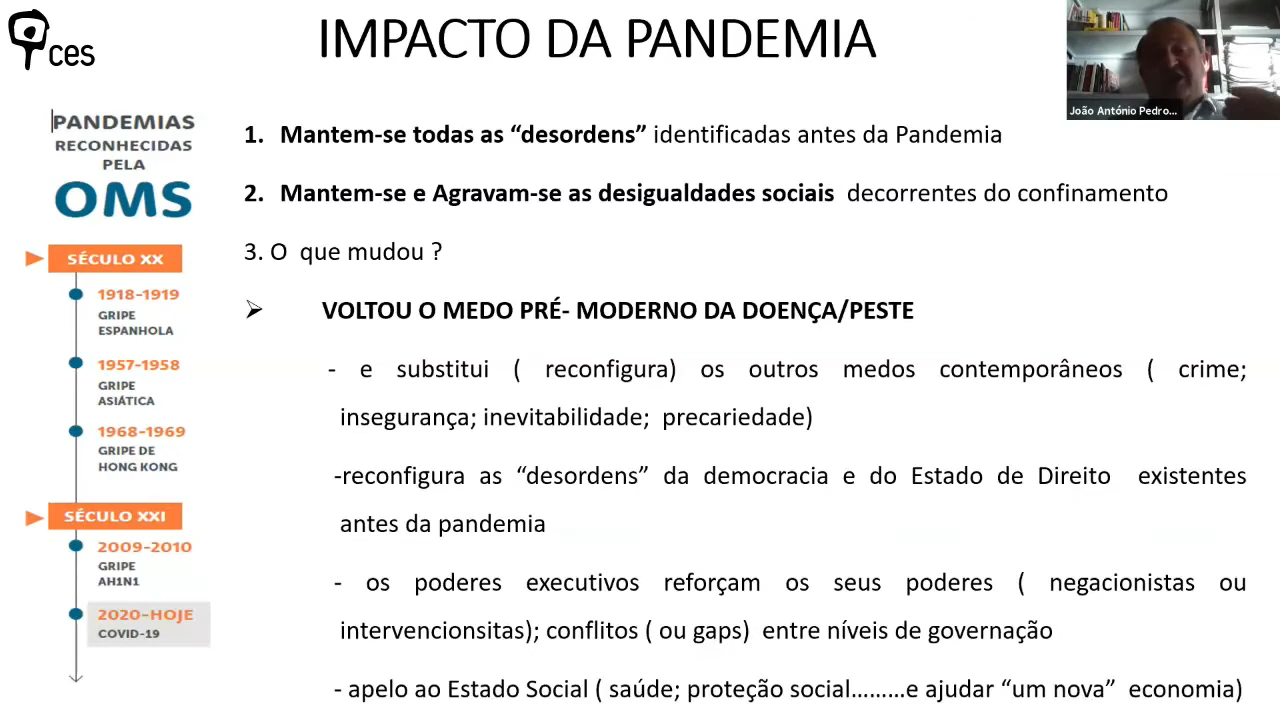 ces
IMPACTO DA PANDEMIA
João António Pedro...
PANDEMIAS
RECONHECIDAS
PELA
OMS
SÉCULO XX
1918-1919
GRIPE
ESPANHOLA
1957-1958
GRIPE
ASIÁTICA
1968-1969
GRIPE DE
HONG KONG
SÉCULO XXI
2009-2010
GRIPE
AH1N1
2020-HOJE
COVID-19
1. Mantem-se todas as “desordens” identificadas antes da Pandemia
2. Mantem-se e Agravam-se as desigualdades sociais decorrentes do confinamento
3. O que mudou ?
VOLTOU O MEDO PRÉ- MODERNO DA DOENÇA/PESTE
- e substitui ( reconfigura) os outros medos contemporâneos ( crime;
insegurança; inevitabilidade; precariedade)
-reconfigura as “desordens” da democracia e do Estado de Direito existentes
antes da pandemia
- os poderes executivos reforçam os seus poderes ( negacionistas ou
intervencionsitas); conflitos ( ou gaps) entre níveis de governação
- apelo ao Estado Social ( saúde; proteção social………e ajudar “um nova” economia)